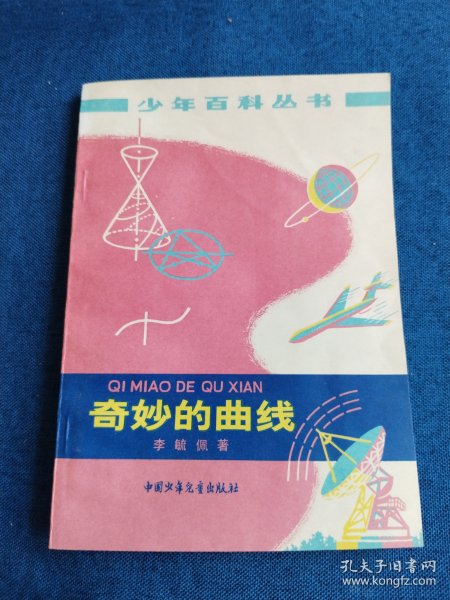 少年百科丛书
QI MIAO DE QU XIAN
奇妙的曲线
李毓佩著
中国少年儿童出版社
孔夫子旧书网
www.kongfz.com